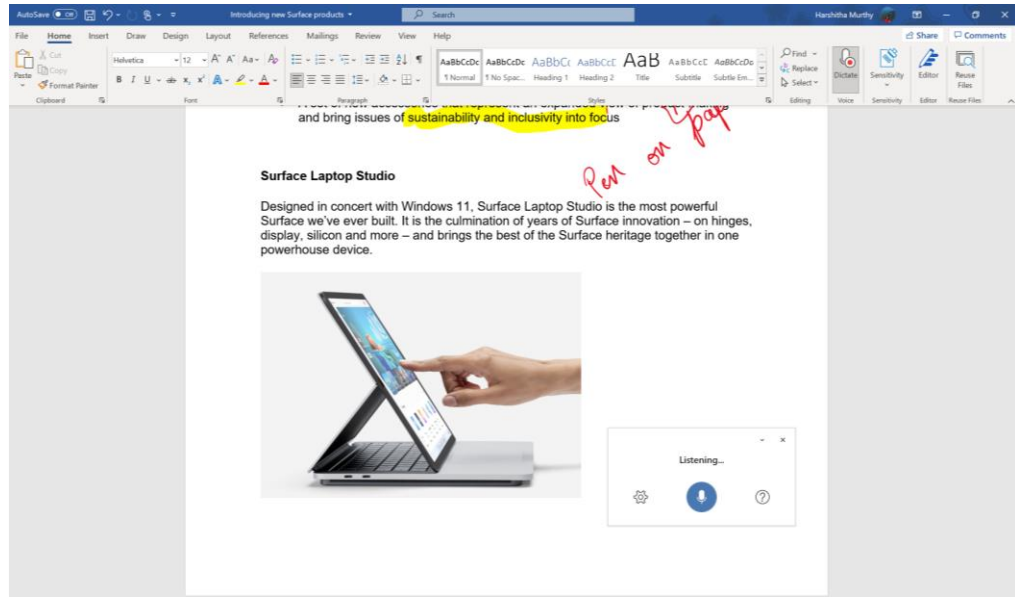 AutoSave Off Introducing new Surface products Search Harshitha Murthy
File Home Insert Draw Design Layout References Mailings Review View Help Share Comments
Paste Cut Copy Format Painter
Helvetica 12
AaBbCcDc AaBbCcDc AaBbCc AaBbCcE AaB AaBbCcE AaBbCcDc
1 Normal 1 No Spac... Heading 1 Heading 2 Title Subtitle Subtle Em...
Find Replace Select
Dictate Sensitivity Editor Reuse Files
Clipboard Font Paragraph Styles Editing Voice Sensitivity Editor Reuse Files
and bring issues of sustainability and inclusivity into focus
Pen on
Surface Laptop Studio
Designed in concert with Windows 11, Surface Laptop Studio is the most powerful
Surface we've ever built. It is the culmination of years of Surface innovation – on hinges,
display, silicon and more – and brings the best of the Surface heritage together in one
powerhouse device.
Listening...